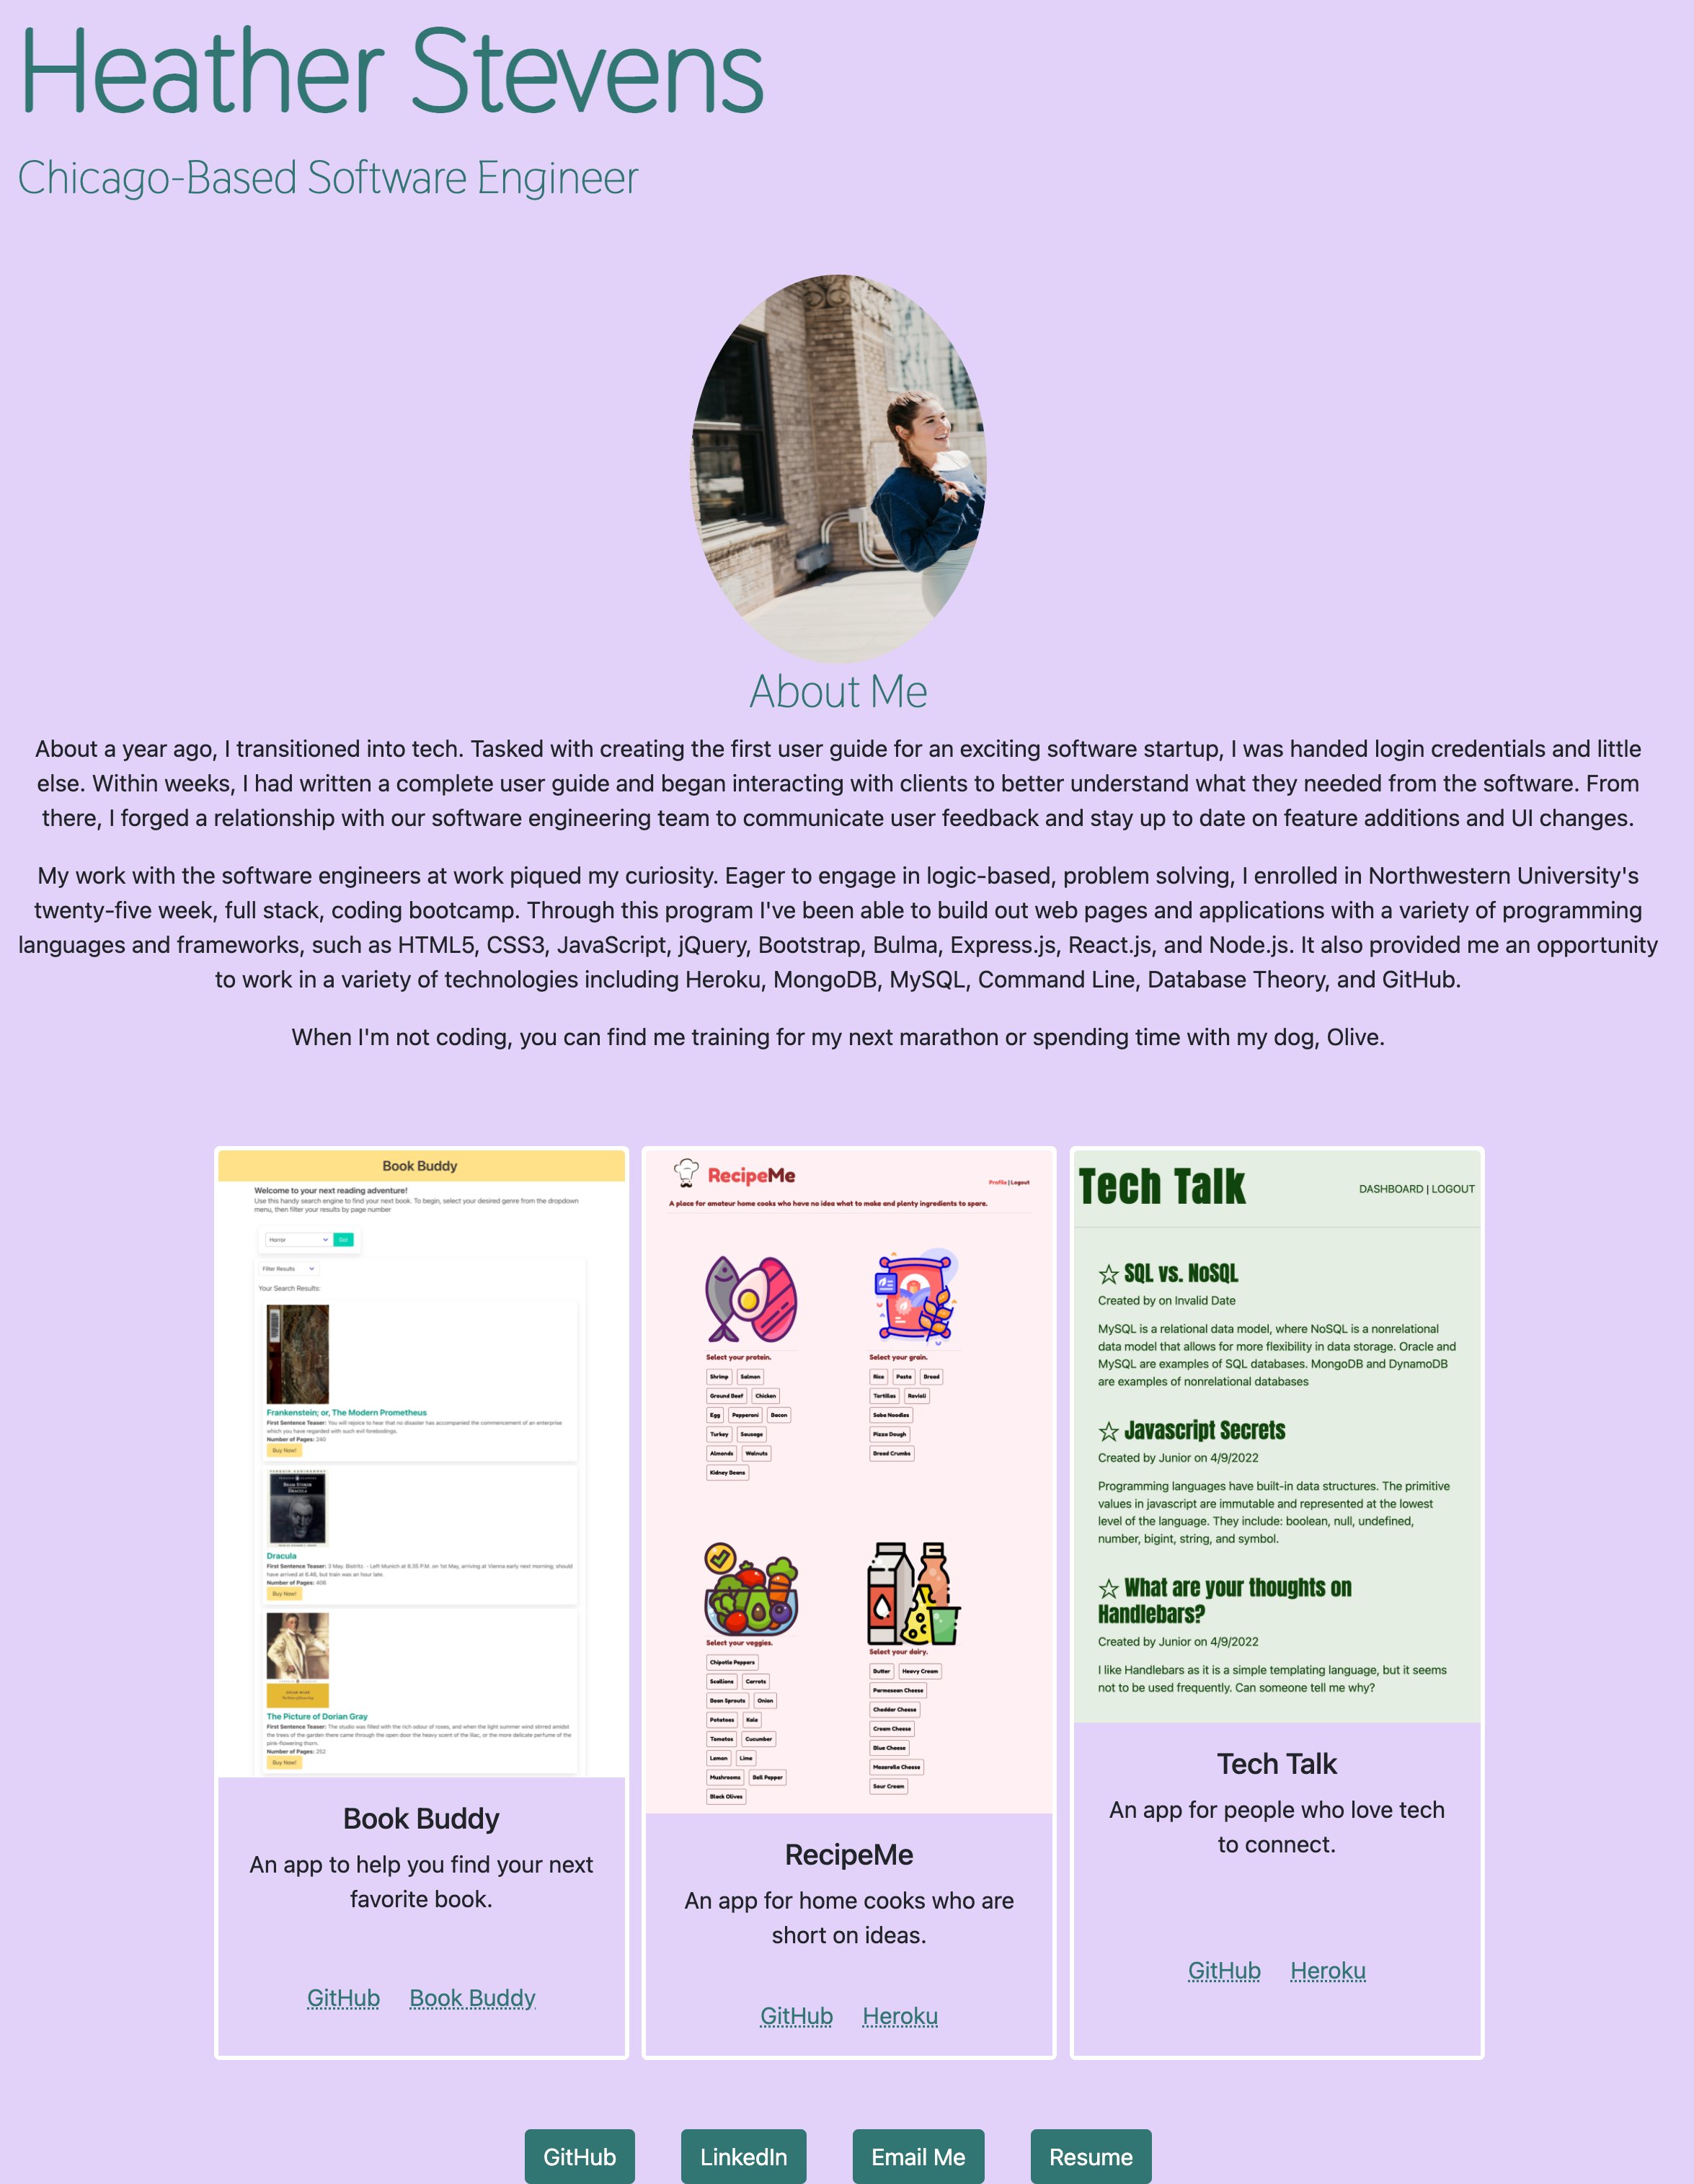 Heather Stevens
Chicago-Based Software Engineer
About Me
About a year ago, I transitioned into tech. Tasked with creating the first user guide for an exciting software startup, I was handed login credentials and little
else. Within weeks, I had written a complete user guide and began interacting with clients to better understand what they needed from the software. From
there, I forged a relationship with our software engineering team to communicate user feedback and stay up to date on feature additions and UI changes.
My work with the software engineers at work piqued my curiosity. Eager to engage in logic-based, problem solving, I enrolled in Northwestern University's
twenty-five week, full stack, coding bootcamp. Through this program I've been able to build out web pages and applications with a variety of programming
languages and frameworks, such as HTML5, CSS3, JavaScript, jQuery, Bootstrap, Bulma, Express.js, React.js, and Node.js. It also provided me an opportunity
to work in a variety of technologies including Heroku, MongoDB, MySQL, Command Line, Database Theory, and GitHub.
When I'm not coding, you can find me training for my next marathon or spending time with my dog, Olive.
Book Buddy
Welcome to your next reading adventure!
Use this handy search engine to find your next book. To begin, select your desired genre from the dropdown
menu, then filter your results by page number
Horror
Go!
Filter Results
Your Search Results:
Frankenstein; or, The Modern Prometheus
First Sentence Teaser: You will rejoice to hear that no disaster has accompanied the commencement of an enterprise
which you have regarded with such evil forebodings.
Number of Pages: 240
Buy Now!
BRAM STOKER
DRACULA
Dracula
First Sentence Teaser: 3 May. Bistritz. - Left Munich at 8.35 P.M. on 1st May, arriving at Vienna early next morning; should
have arrived at 6.46, but train was an hour late.
Number of Pages: 408
Buy Now!
The Picture of Dorian Gray
First Sentence Teaser: The studio was filled with the rich odour of roses, and when the light summer wind stirred amidst
the trees of the garden there came through the open door the heavy scent of the lilac, or the more delicate perfume of the
pink-flowering thorn.
Number of Pages: 252
Buy Now!
Book Buddy
An app to help you find your next
favorite book.
GitHub Book Buddy
RecipeMe
Profile | Logout
A place for amateur home cooks who have no idea what to make and plenty ingredients to spare.
Select your protein.
Shrimp Salmon
Ground Beef Chicken
Egg Pepperoni Bacon
Turkey Sausage
Almonds Walnuts
Kidney Beans
Select your grain.
Rice Pasta Bread
Tortillas Ravioli
Soba Noodles
Pizza Dough
Bread Crumbs
Select your veggies.
Chipotle Peppers
Scallions Carrots
Bean Sprouts Onion
Potatoes Kale
Tomatos Cucumber
Lemon Lime
Mushrooms Bell Pepper
Black Olives
Select your dairy.
Butter Heavy Cream
Parmesean Cheese
Chedder Cheese
Cream Cheese
Blue Cheese
Mozarella Cheese
Sour Cream
RecipeMe
An app for home cooks who are
short on ideas.
GitHub Heroku
Tech Talk
DASHBOARD | LOGOUT
☆ SQL vs. NoSQL
Created by on Invalid Date
MySQL is a relational data model, where NoSQL is a nonrelational
data model that allows for more flexibility in data storage. Oracle and
MySQL are examples of SQL databases. MongoDB and DynamoDB
are examples of nonrelational databases
☆ Javascript Secrets
Created by Junior on 4/9/2022
Programming languages have built-in data structures. The primitive
values in javascript are immutable and represented at the lowest
level of the language. They include: boolean, null, undefined,
number, bigint, string, and symbol.
☆ What are your thoughts on
Handlebars?
Created by Junior on 4/9/2022
I like Handlebars as it is a simple templating language, but it seems
not to be used frequently. Can someone tell me why?
Tech Talk
An app for people who love tech
to connect.
GitHub Heroku
GitHub LinkedIn Email Me Resume